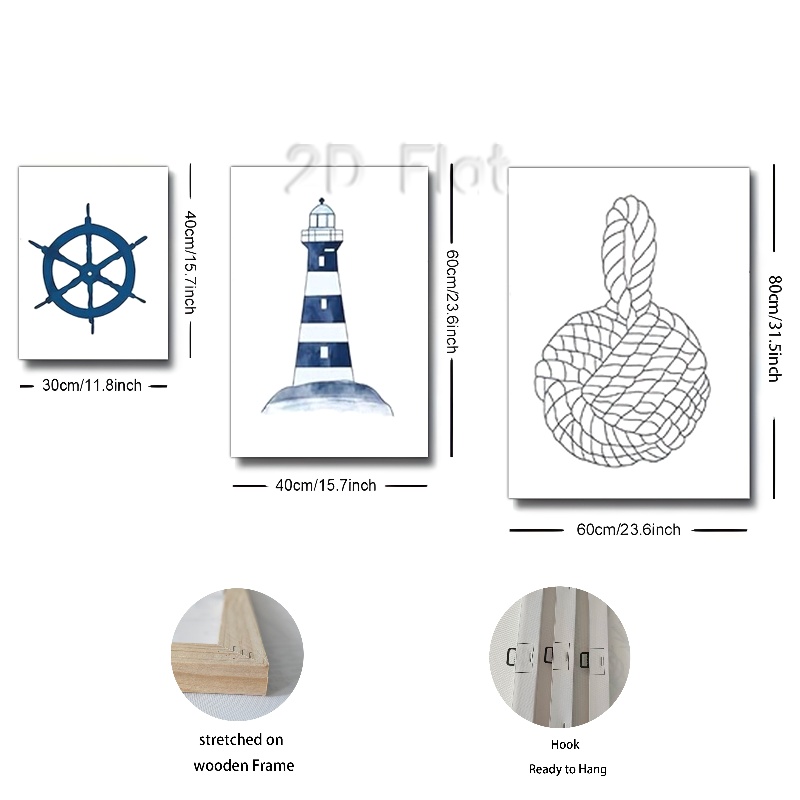 2D Flat
40cm/15.7inch
30cm/11.8inch
60cm/23.6inch
40cm/15.7inch
80cm/31.5inch
60cm/23.6inch
stretched on
wooden Frame
Hook
Ready to Hang